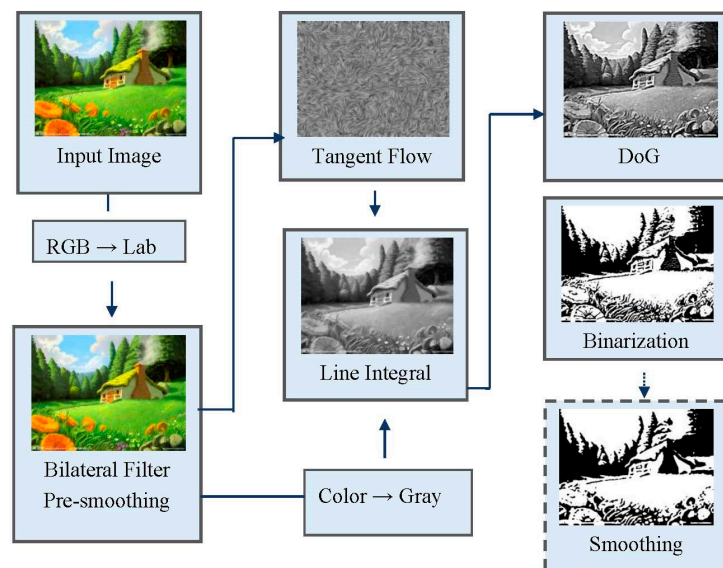 Input Image
RGB → Lab
Bilateral Filter
Pre-smoothing
Tangent Flow
Line Integral
Color → Gray
DoG
Binarization
Smoothing